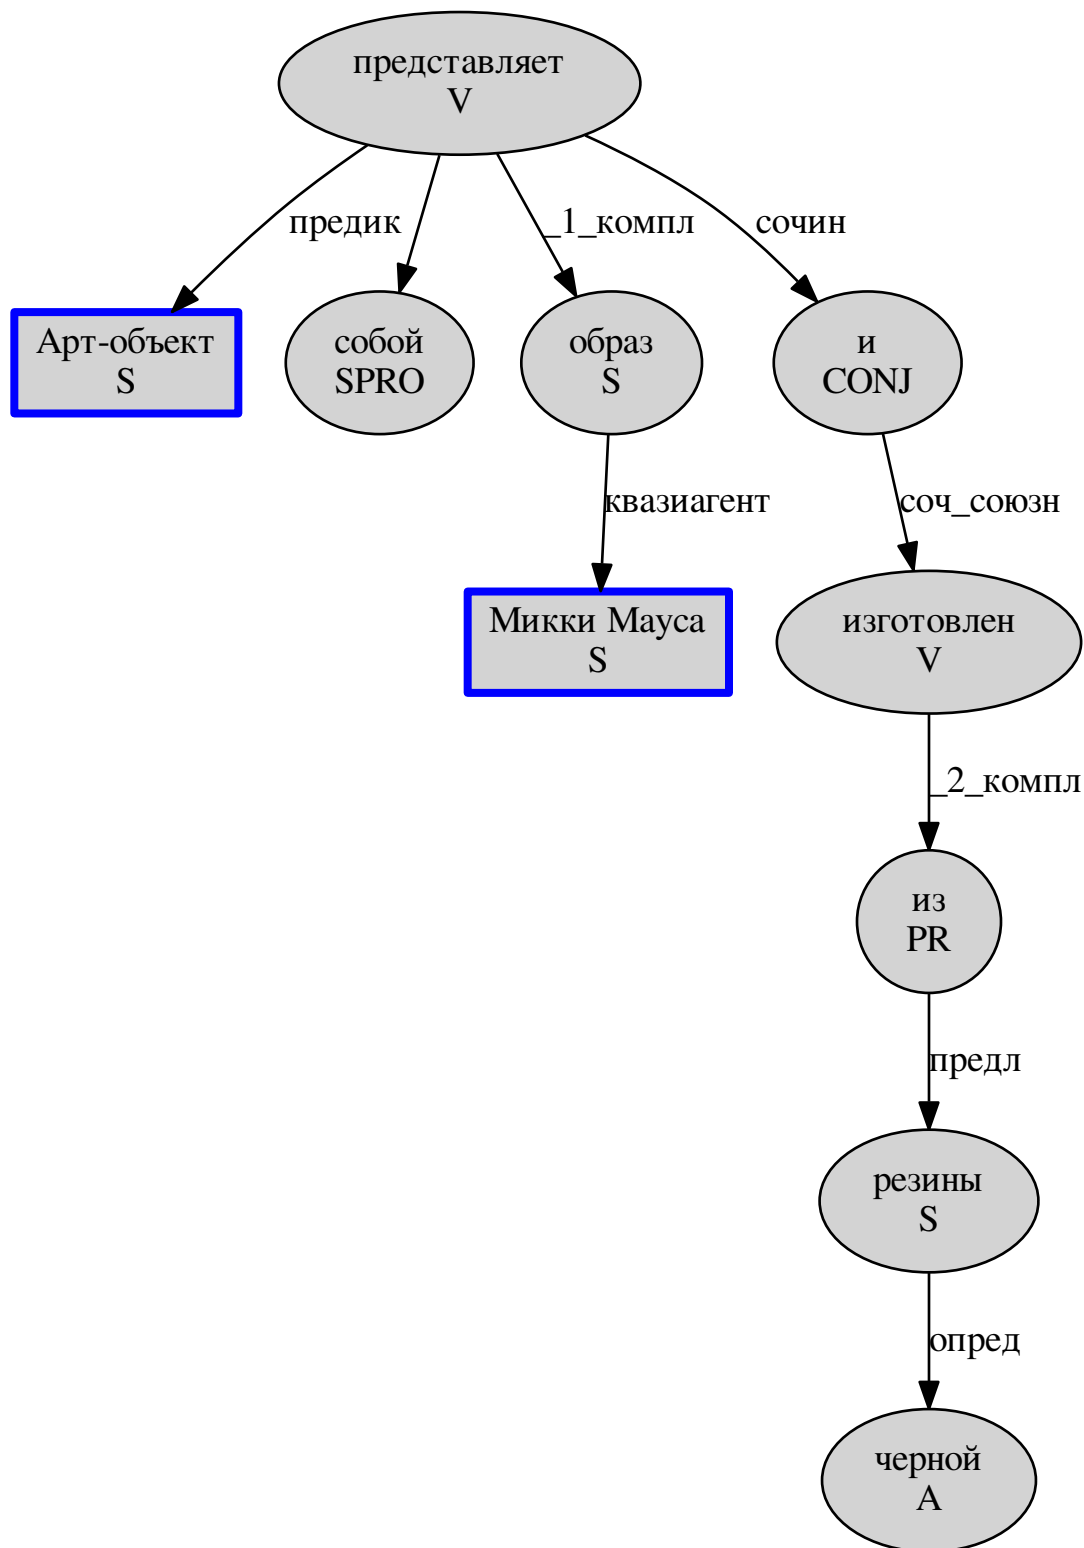 представляет
V
предик
_1_компл
сочин
Арт-объект
S
собой
SPRO
образ
S
и
CONJ
квазиагент
соч_союзн
Микки Мауса
S
изготовлен
V
_2_компл
из
PR
предл
резины
S
опред
черной
A